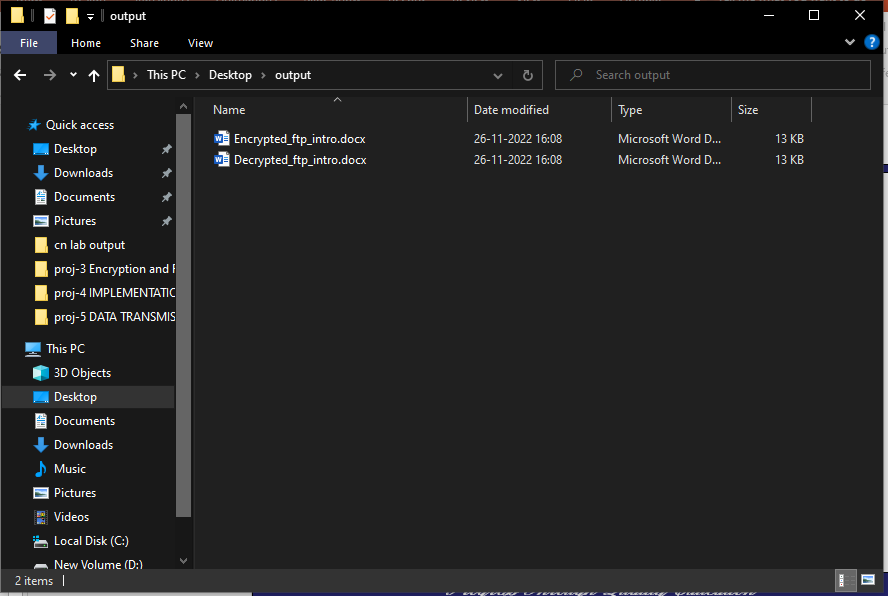 output
File Home Share View
This PC Desktop output
Search output
Name Date modified Type Size
Encrypted_ftp_intro.docx 26-11-2022 16:08 Microsoft Word D... 13 KB
Decrypted_ftp_intro.docx 26-11-2022 16:08 Microsoft Word D... 13 KB
Quick access
Desktop
Downloads
Documents
Pictures
cn lab output
proj-3 Encryption and
proj-4 IMPLEMENTATIO
proj-5 DATA TRANSMIS
This PC
3D Objects
Desktop
Documents
Downloads
Music
Pictures
Videos
Local Disk (C:)
New Volume (D:)
2 items